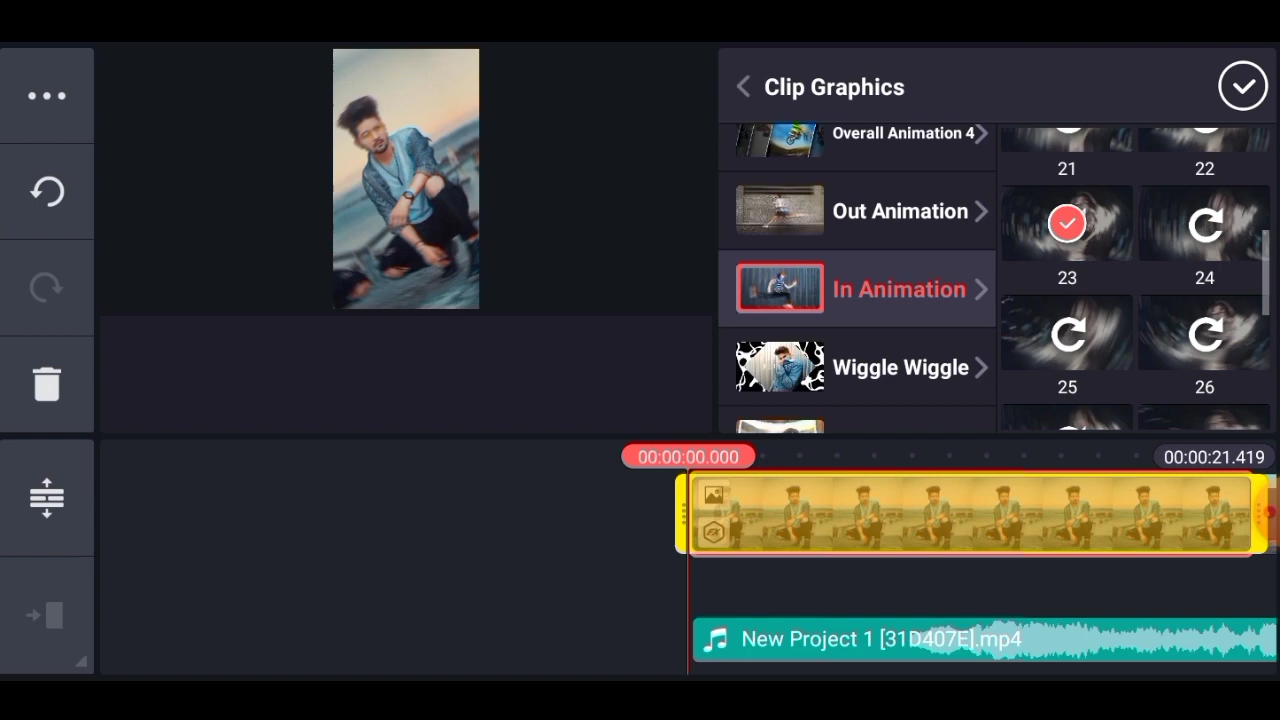 Clip Graphics
Overall Animation 4
Out Animation
In Animation
Wiggle Wiggle
21
22
23
24
25
26
00:00:00.000
00:00:21.419
FX
New Project 1 [31D407E].mp4